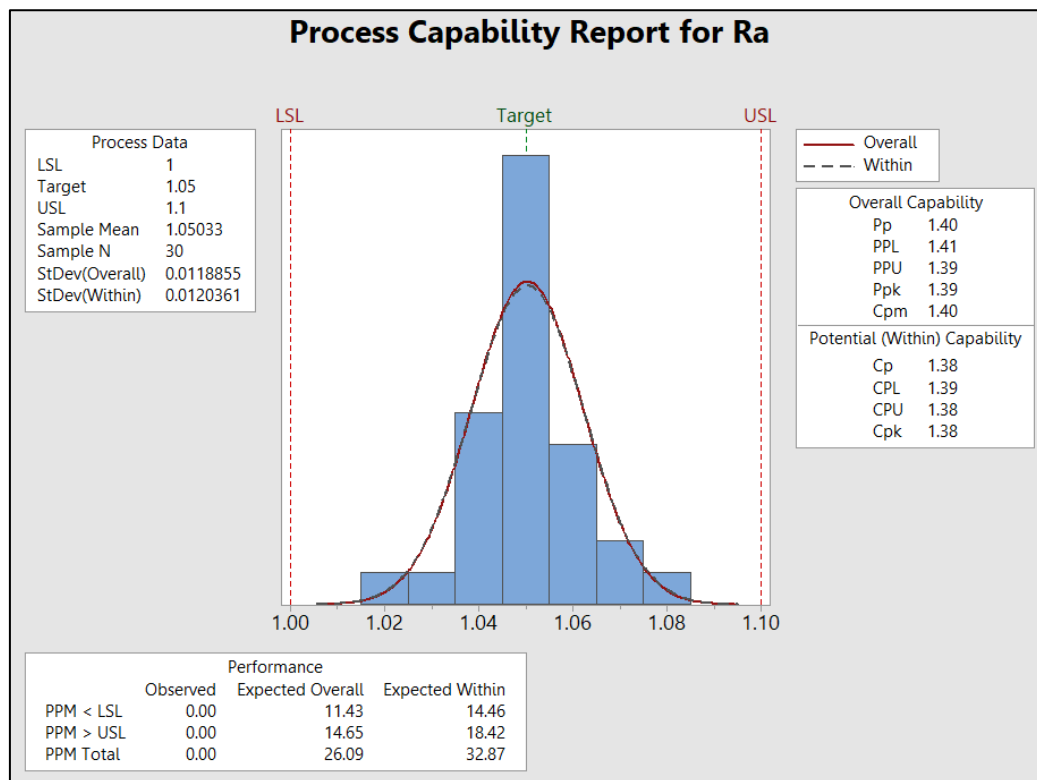 Process Capability Report for Ra
LSL Target USL
Process Data
LSL 1
Target 1.05
USL 1.1
Sample Mean 1.05033
Sample N 30
StDev(Overall) 0.0118855
StDev(Within) 0.0120361
Overall
Within
Overall Capability
Pp 1.40
PPL 1.41
PPU 1.39
Ppk 1.39
Cpm 1.40
Potential (Within) Capability
Cp 1.38
CPL 1.39
CPU 1.38
Cpk 1.38
1.00 1.02 1.04 1.06 1.08 1.10
Performance
Observed Expected Overall Expected Within
PPM < LSL 0.00 11.43 14.46
PPM > USL 0.00 14.65 18.42
PPM Total 0.00 26.09 32.87